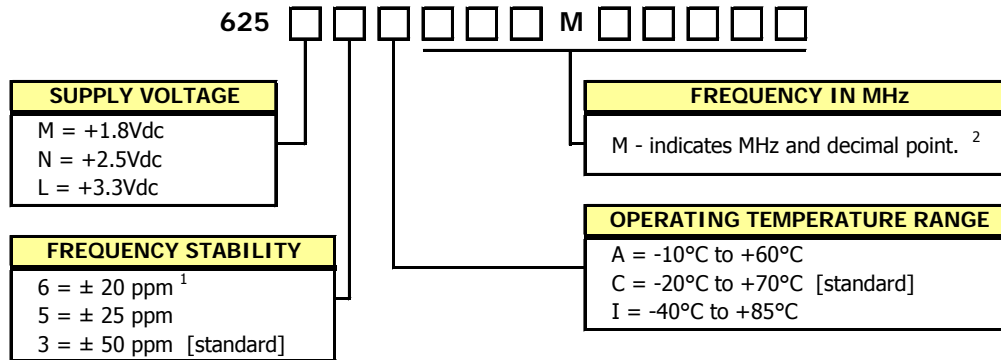 625 M
SUPPLY VOLTAGE
M = +1.8Vdc
N = +2.5Vdc
L = +3.3Vdc
FREQUENCY STABILITY
6 = ± 20 ppm 1
5 = ± 25 ppm
3 = ± 50 ppm [standard]
FREQUENCY IN MHz
M - indicates MHz and decimal point. 2
OPERATING TEMPERATURE RANGE
A = -10°C to +60°C
C = -20°C to +70°C [standard]
I = -40°C to +85°C